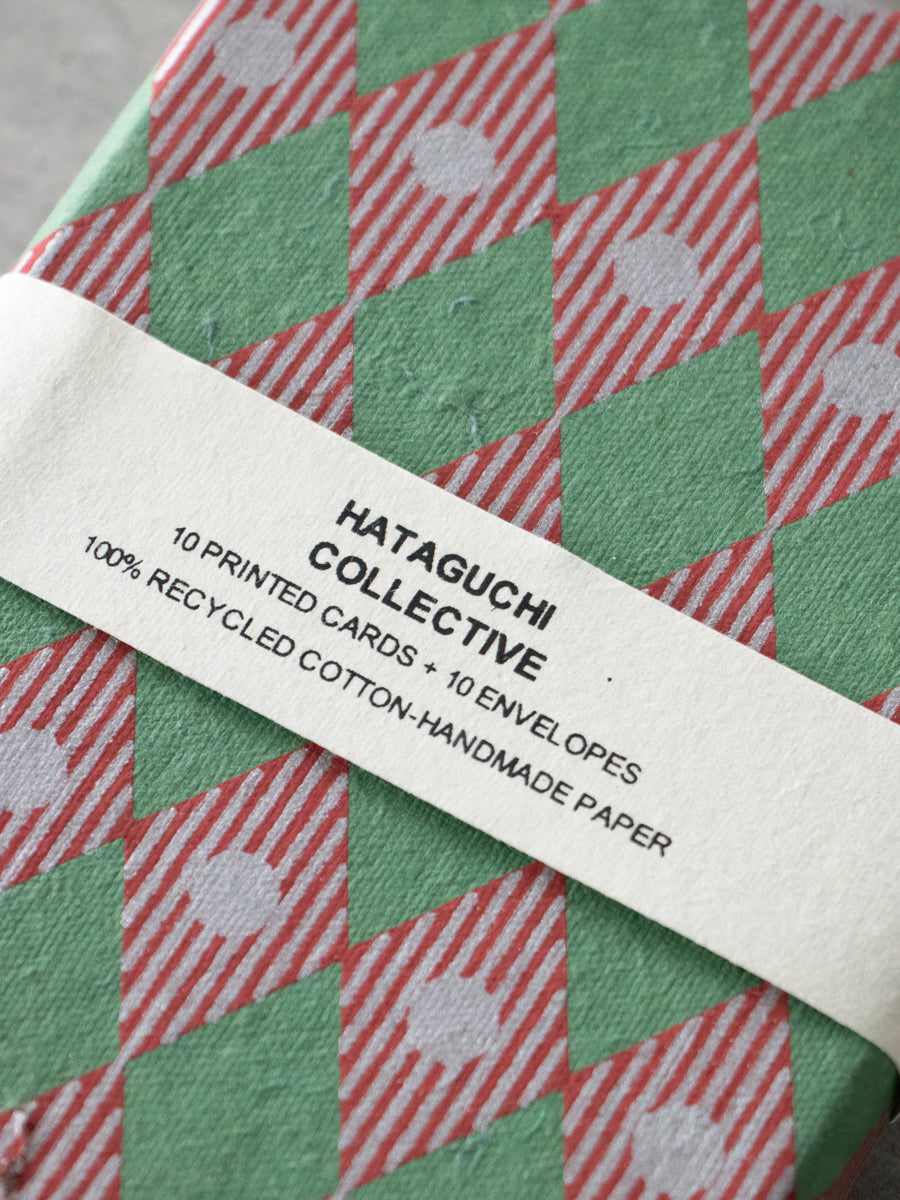 HATAGUCHI
COLLECTIVE
10 PRINTED CARDS + 10 ENVELOPES
100% RECYCLED COTTON-HANDMADE PAPER